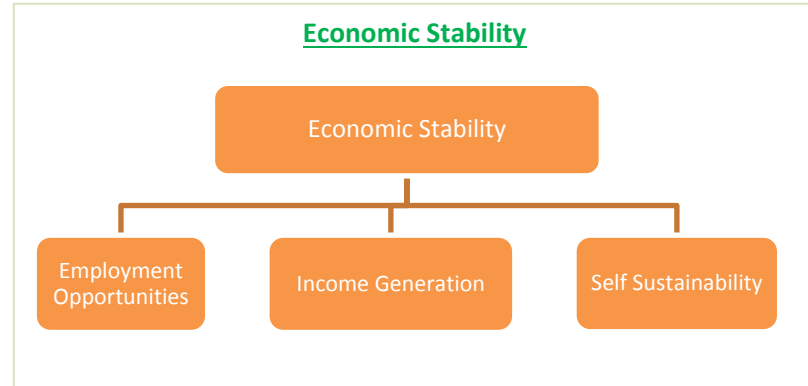 Economic Stability
Economic Stability
Employment
Opportunities
Income Generation
Self Sustainability